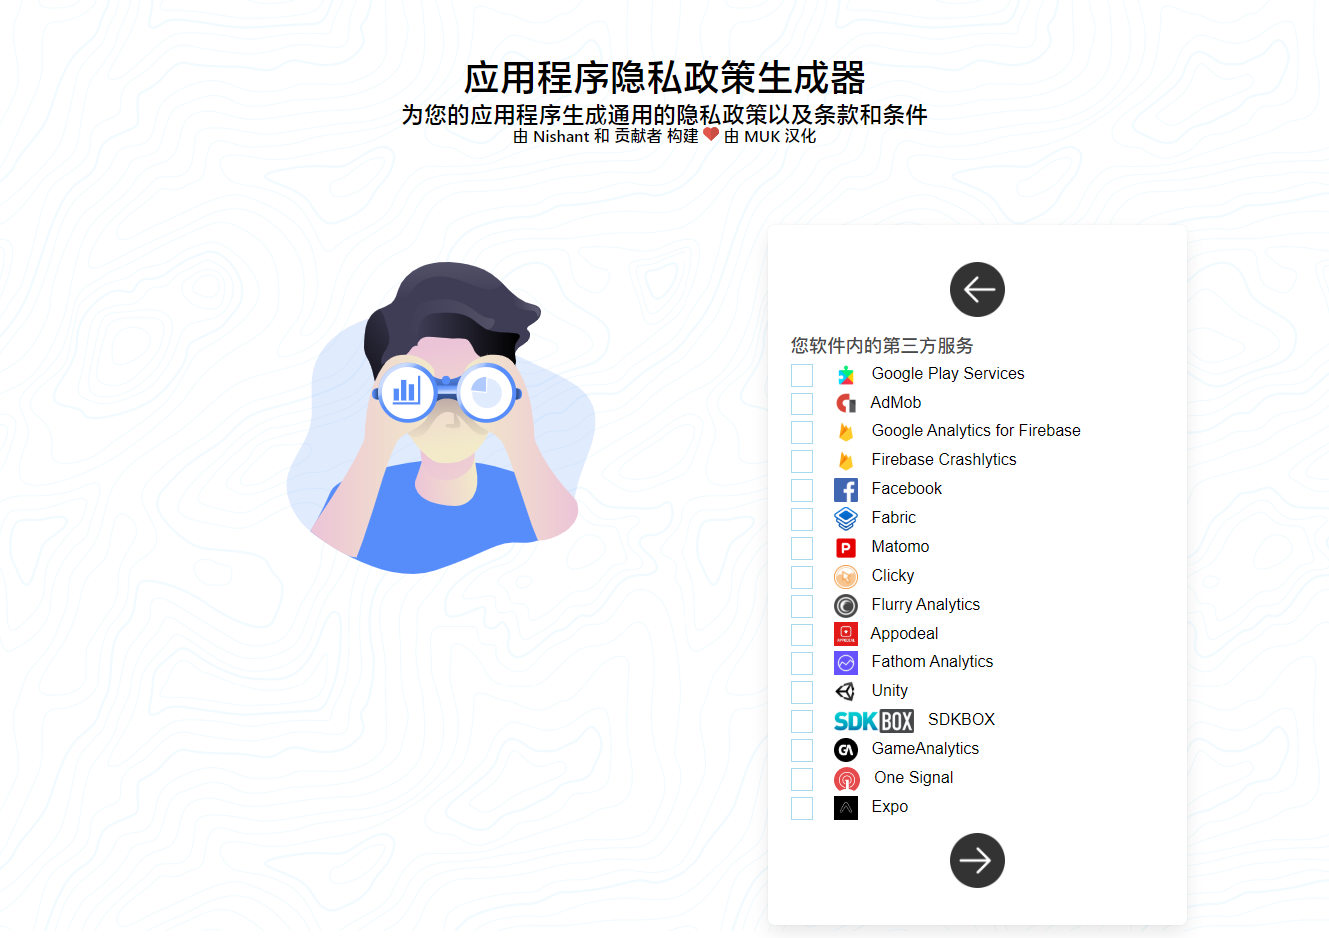 应用程序隐私政策生成器
为您的应用程序生成通用的隐私政策以及条款和条件
由 Nishant 和 贡献者 构建 ❤ 由 MUK 汉化
您软件内的第三方服务
Google Play Services
AdMob
Google Analytics for Firebase
Firebase Crashlytics
Facebook
Fabric
Matomo
Clicky
Flurry Analytics
Appodeal
Fathom Analytics
Unity
SDKBOX SDKBOX
GameAnalytics
One Signal
Expo